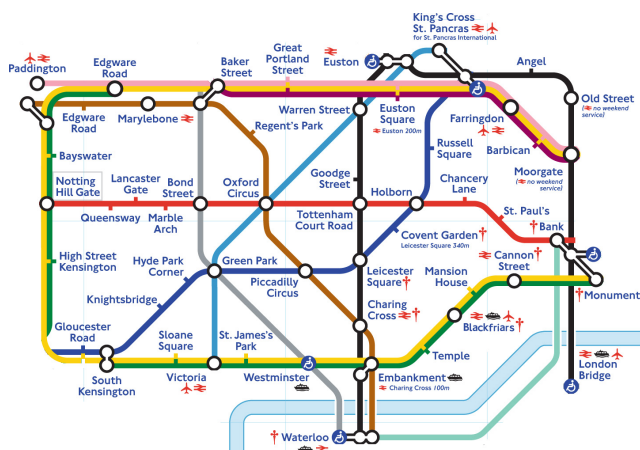 King's Cross
St. Pancras
for St. Pancras International
Paddington
Edgware
Road
Baker
Street
Great
Portland
Street
Euston
Angel
Old Street
(no weekend
service)
Edgware
Road
Marylebone
Regent's Park
Warren Street
Euston
Square
Euston 200m
Farringdon
Barbican
Moorgate
(no weekend
service)
Bayswater
Russell
Square
Notting
Hill Gate
Lancaster
Gate
Bond
Street
Oxford
Circus
Goodge
Street
Holborn
Chancery
Lane
Queensway
Marble
Arch
Tottenham
Court Road
St. Paul's
Bank
Covent Garden
Leicester Square 340m
High Street
Kensington
Hyde Park
Corner
Green Park
Piccadilly
Circus
Leicester
Square
Cannon
Street
Mansion
House
Monument
Knightsbridge
Charing
Cross
Blackfriars
Gloucester
Road
Sloane
Square
St. James's
Park
Temple
South
Kensington
Victoria
Westminster
Embankment
Charing Cross 100m
London
Bridge
Waterloo